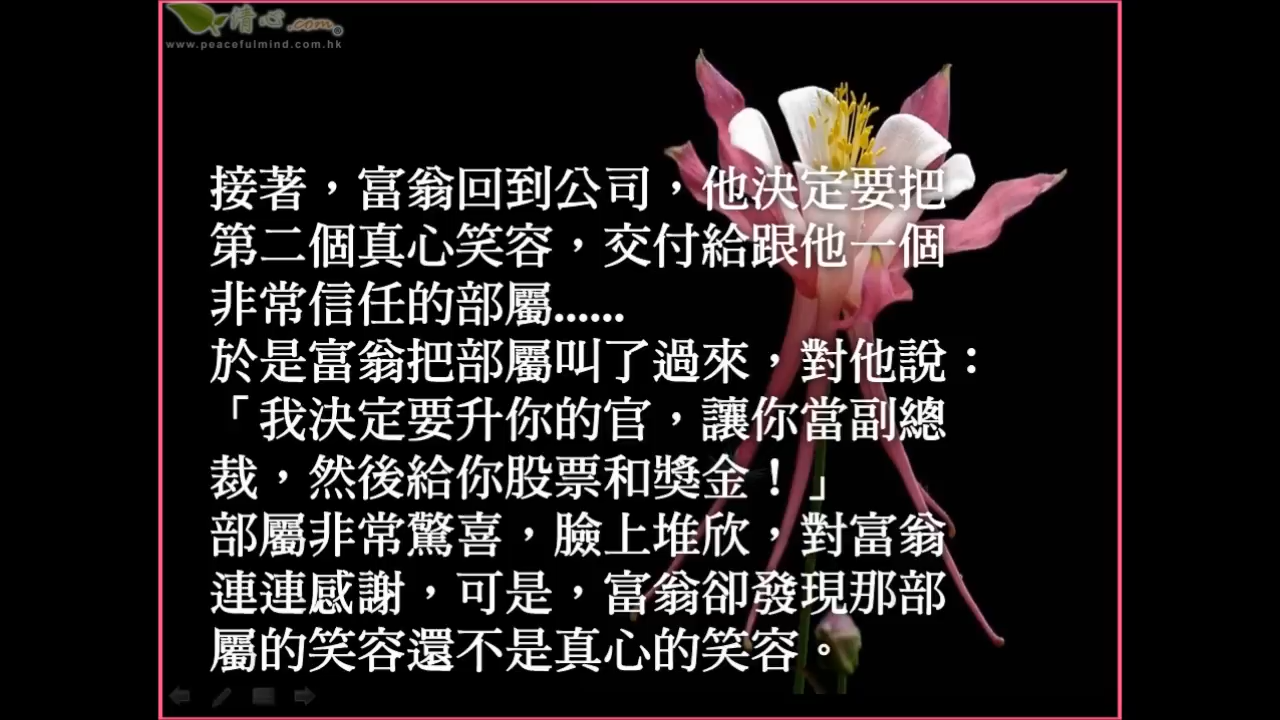 清心.com
www.peacefulmind.com.hk
接著，富翁回到公司，他決定要把
第二個真心笑容，交付給跟他一個
非常信任的部屬......
於是富翁把部屬叫了過來，對他說：
「我決定要升你的官，讓你當副總
裁，然後給你股票和獎金！」
部屬非常驚喜，臉上堆欣，對富翁
連連感謝，可是，富翁卻發現那部
屬的笑容還不是真心的笑容。